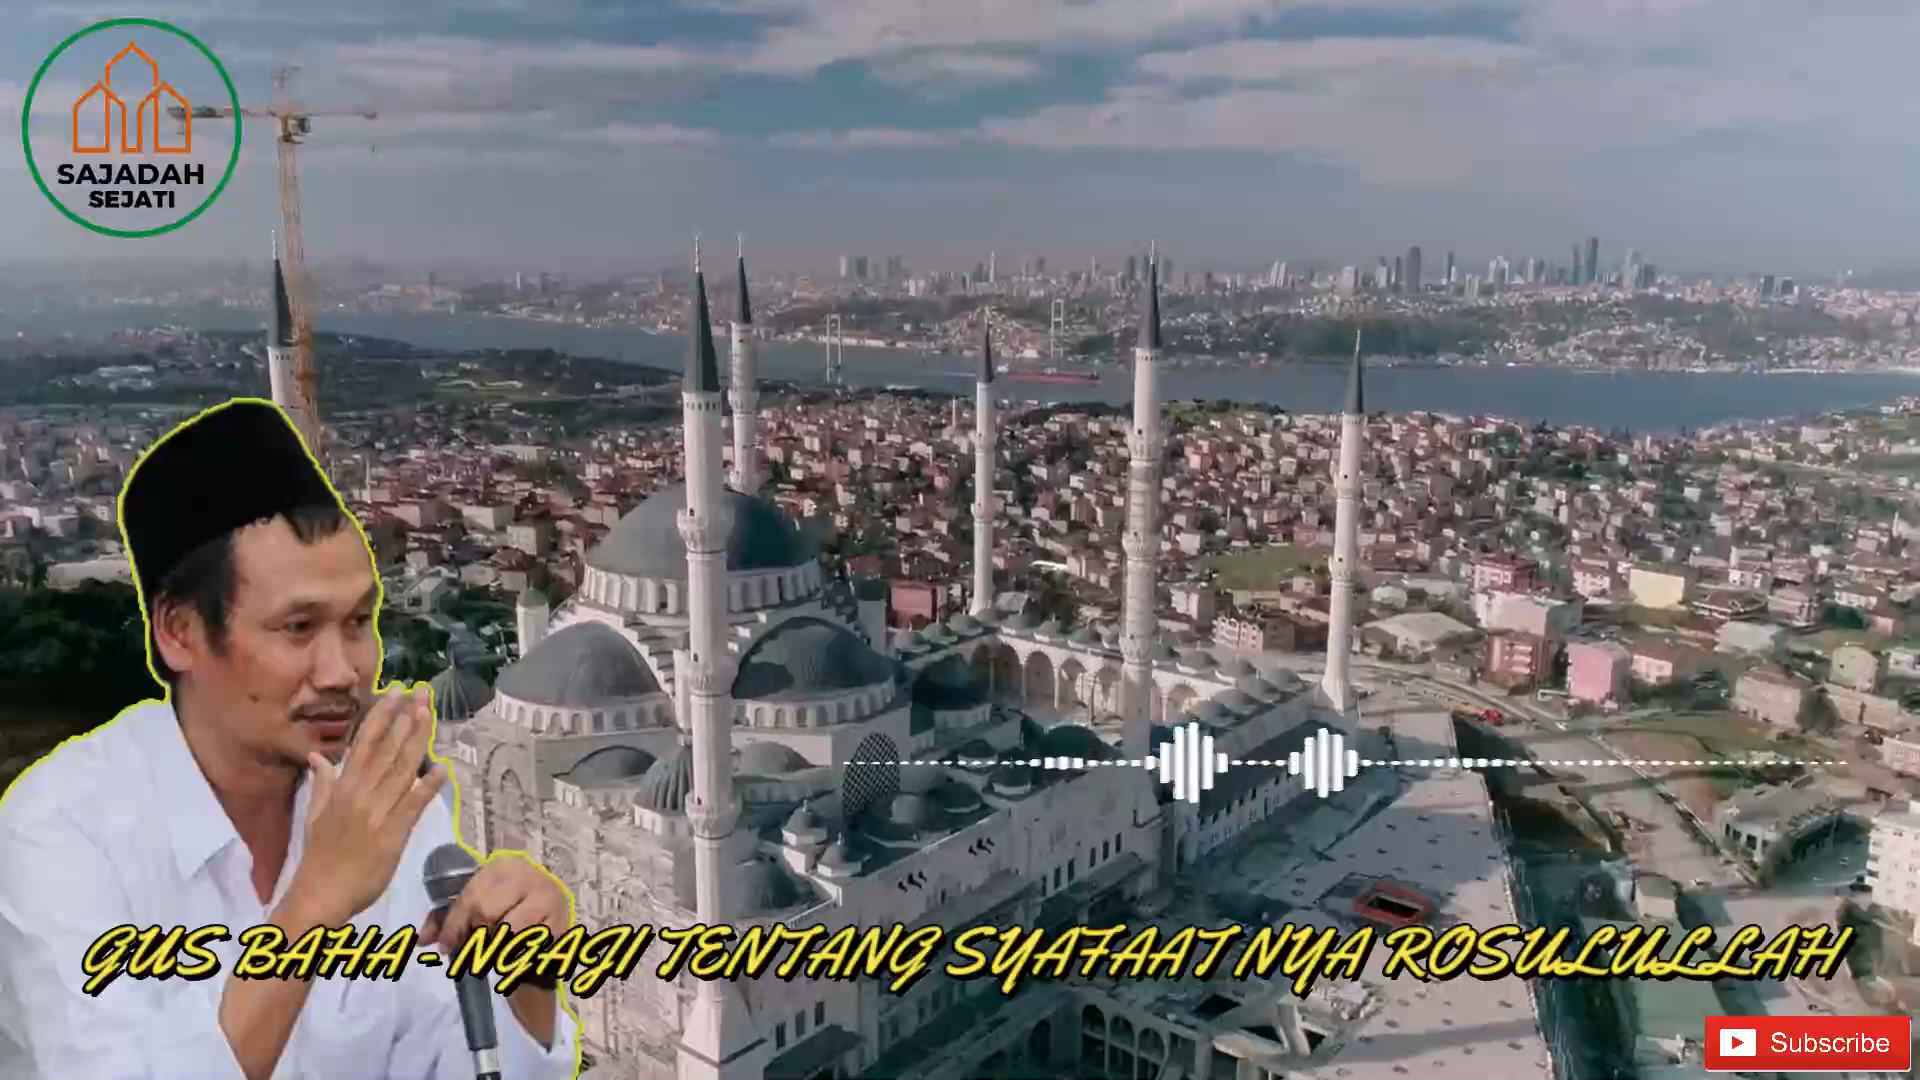 SAJADAH
SEJATI
GUS BAHA - NGAJI TENTANG SYAFAAT NYA ROSULULLAH
Subscribe